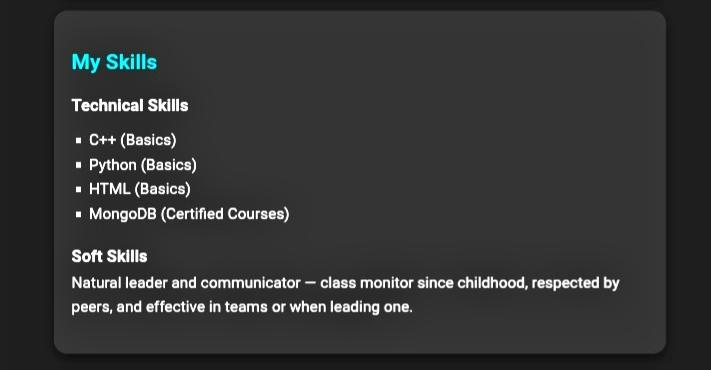 My Skills
Technical Skills
▪ C++ (Basics)
▪ Python (Basics)
▪ HTML (Basics)
▪ MongoDB (Certified Courses)
Soft Skills
Natural leader and communicator — class monitor since childhood, respected by
peers, and effective in teams or when leading one.